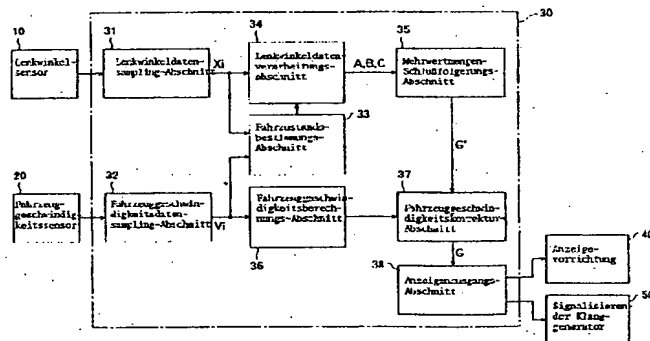 30
10
Lenkwinkel-
sensor
31
Lenkwinkeldaten-
sampling-Abschnitt
Xi
34
Lenkwinkeldaten-
verarbeitungs-
abschnitt
A,B,C
35
Mehrwertmengen-
Schlußfolgerungs-
Abschnitt
33
Fahrzustands-
bestimmungs-
Abschnitt
G'
20
Fahrzeug-
geschwindig-
keitssensor
32
Fahrzeuggeschwin-
digkeitsdaten-
sampling-Abschnitt
Vi
Fahrzeuggeschwin-
digkeitsberech-
nungs-Abschnitt
36
37
Fahrzeuggeschwin-
digkeitskorrektur-
Abschnitt
G
38
Anzeigeausgangs-
Abschnitt
40
Anzeige-
vorrichtung
50
Signalisieren
der Klang-
generator